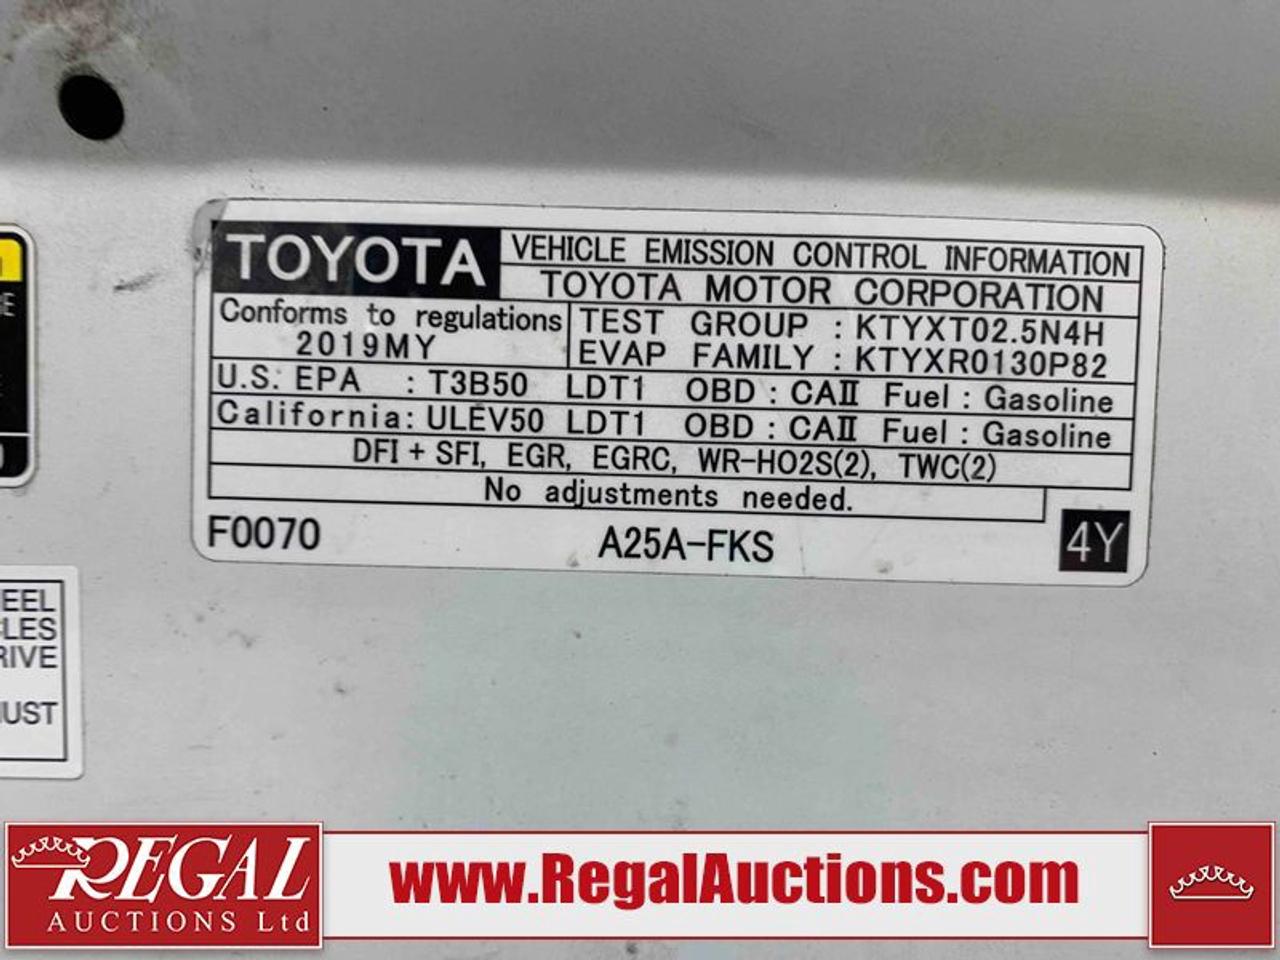 TOYOTA
VEHICLE EMISSION CONTROL INFORMATION
TOYOTA MOTOR CORPORATION
Conforms to regulations
2019MY
TEST GROUP : KTYXT02.5N4H
EVAP FAMILY : KTYXR0130P82
U.S. EPA : T3B50 LDT1 OBD : CAⅡ Fuel : Gasoline
California: ULEV50 LDT1 OBD : CAⅡ Fuel : Gasoline
DFI + SFI, EGR, EGRC, WR-HO2S(2), TWC(2)
No adjustments needed.
F0070
A25A-FKS
4Y
REGAL
AUCTIONS Ltd
www.RegalAuctions.com